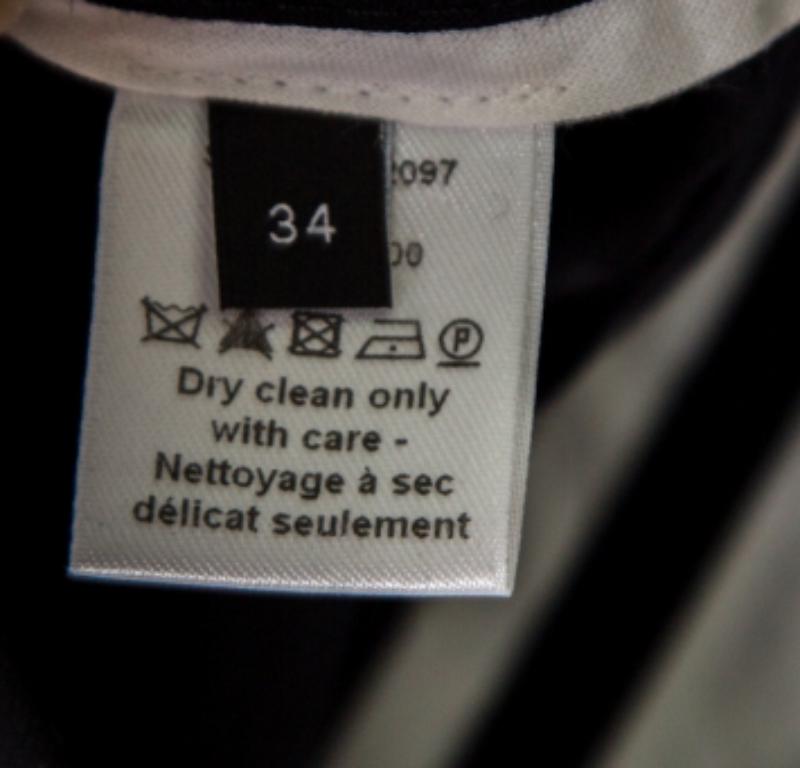 2097
34
00
P
Dry clean only
with care -
Nettoyage à sec
délicat seulement